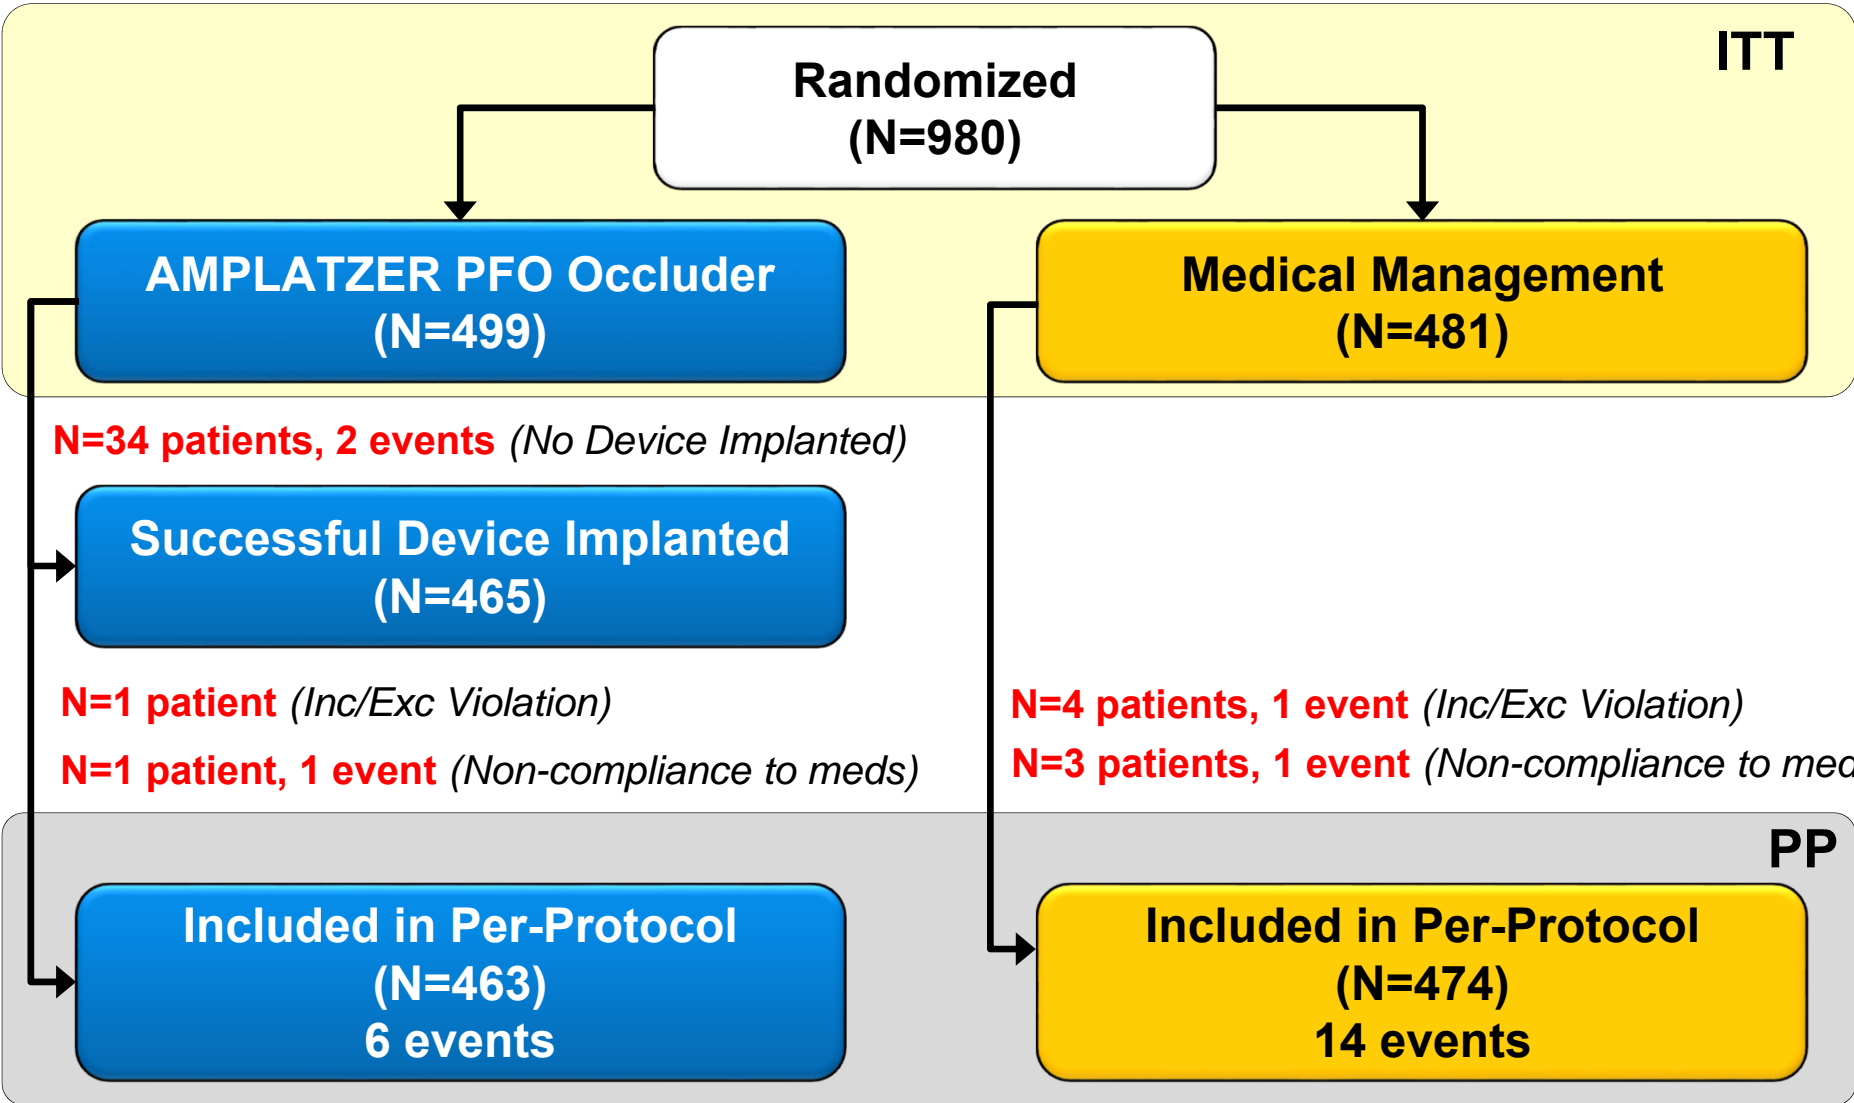 ITT
Randomized
(N=980)
AMPLATZER PFO Occluder
(N=499)
Medical Management
(N=481)
N=34 patients, 2 events (No Device Implanted)
Successful Device Implanted
(N=465)
N=1 patient (Inc/Exc Violation)
N=1 patient, 1 event (Non-compliance to meds)
N=4 patients, 1 event (Inc/Exc Violation)
N=3 patients, 1 event (Non-compliance to med
PP
Included in Per-Protocol
(N=463)
6 events
Included in Per-Protocol
(N=474)
14 events